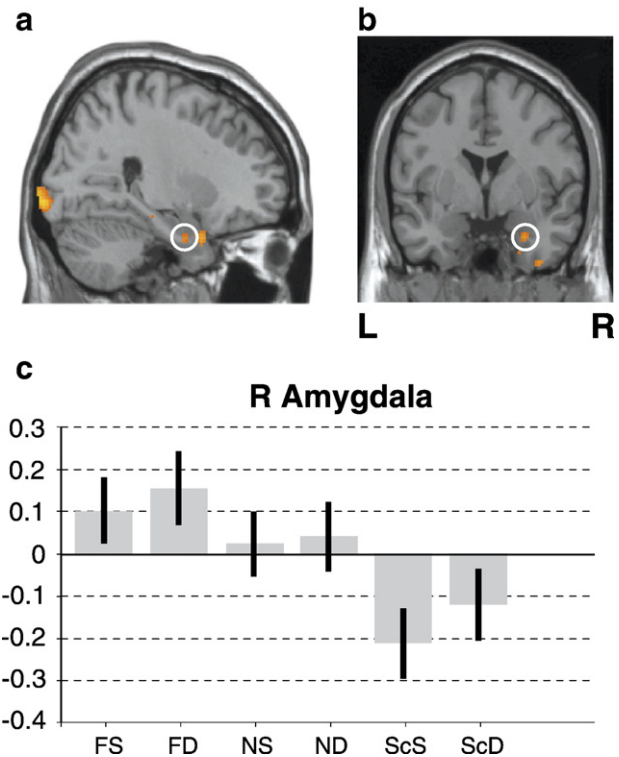 a
b
L
R
c
R Amygdala
0.3
0.2
0.1
0
-0.1
-0.2
-0.3
-0.4
FS FD NS ND ScS ScD